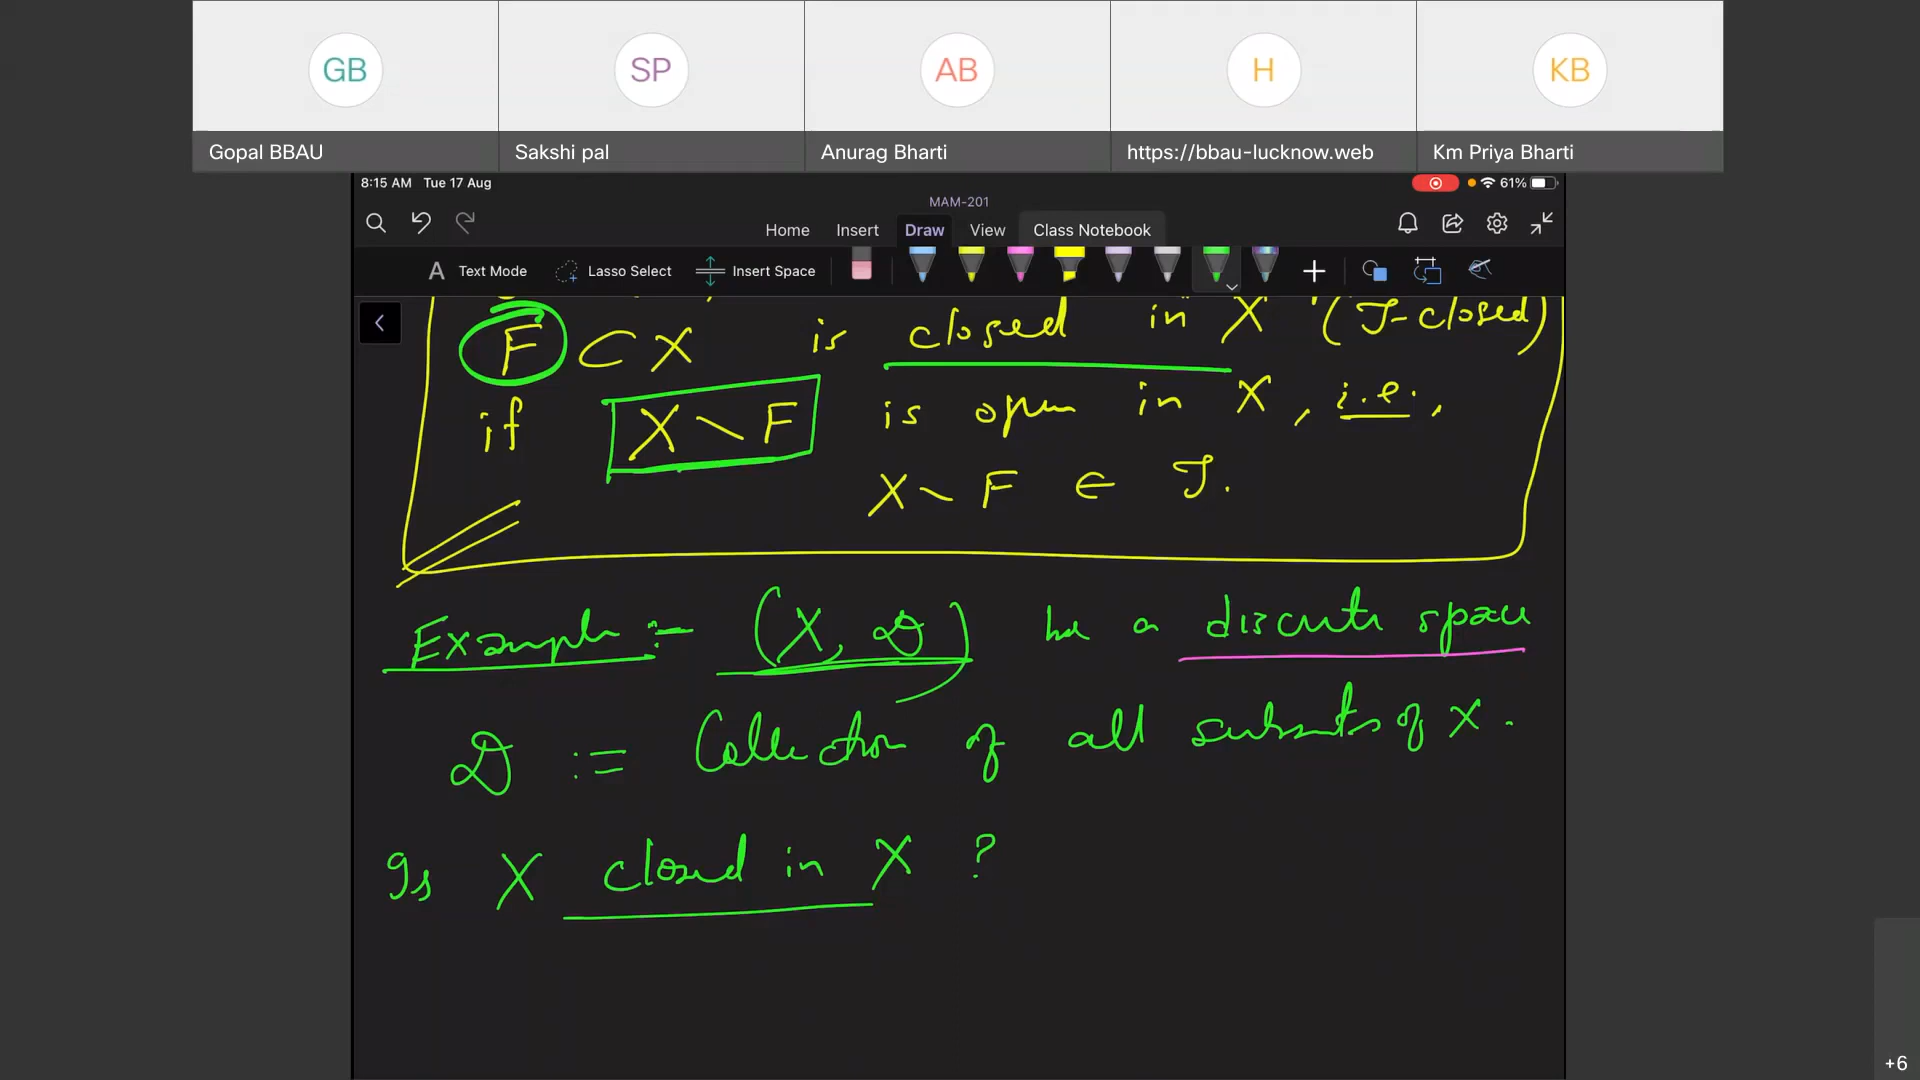 GB SP AB H KB
Gopal BBAU Sakshi pal Anurag Bharti https://bbau-lucknow.web Km Priya Bharti
8:15 AM Tue 17 Aug 61%
MAM-201
Home Insert Draw View Class Notebook
A Text Mode Lasso Select Insert Space
F ⊂ X is closed in X (𝒯-closed)
if X \ F is open in X, i.e.,
X \ F ∈ 𝒯.
Example :- (X, 𝒟) be a discrete space
𝒟 := Collection of all subsets of X.
Is X closed in X ?
+6